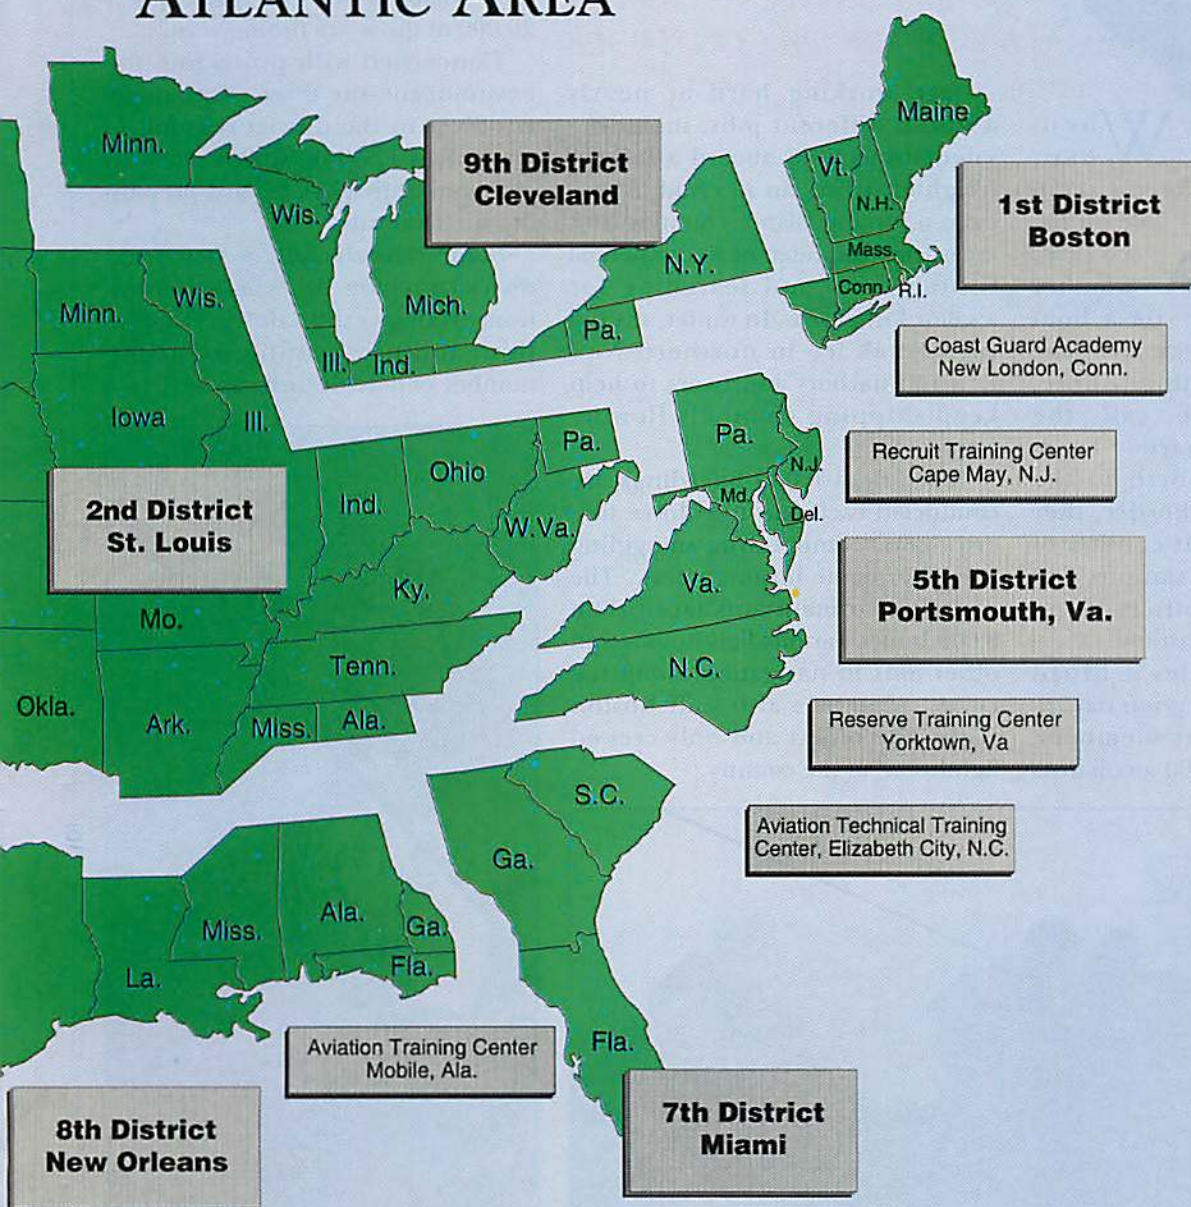 ATLANTIC AREA
Minn.
Maine
9th District
Cleveland
Vt.
Wis.
N.H.
1st District
Boston
Mass.
N.Y.
Conn.
R.I.
Minn.
Wis.
Mich.
Pa.
Ill.
Ind.
Coast Guard Academy
New London, Conn.
Iowa
Ill.
Pa.
Pa.
Ohio
N.J.
Recruit Training Center
Cape May, N.J.
Md.
Del.
2nd District
St. Louis
Ind.
W.Va.
Ky.
Va.
5th District
Portsmouth, Va.
Mo.
Tenn.
N.C.
Okla.
Ark.
Miss.
Ala.
Reserve Training Center
Yorktown, Va
S.C.
Aviation Technical Training
Center, Elizabeth City, N.C.
Ga.
Ala.
Miss.
Ga.
La.
Fla.
Fla.
Aviation Training Center
Mobile, Ala.
8th District
New Orleans
7th District
Miami